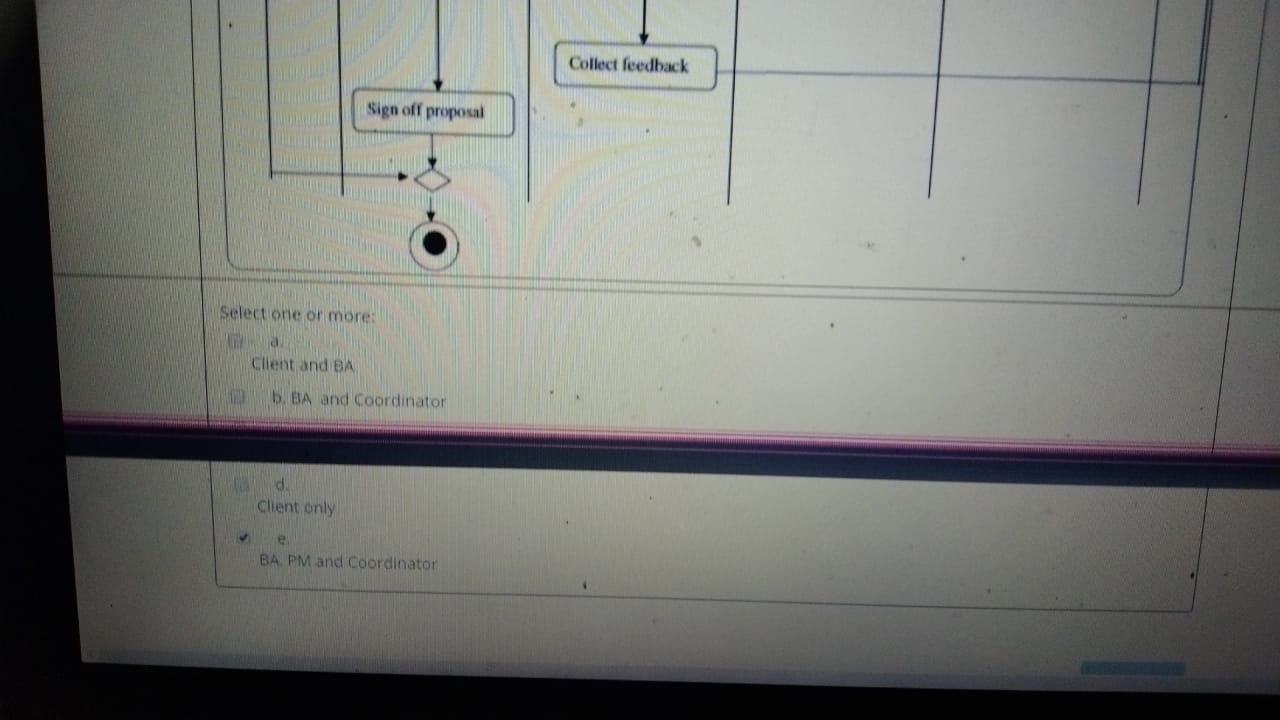 Collect feedback
Sign off proposal
Select one or more:
a.
Client and BA
b. BA and Coordinator
d.
Client only
e.
BA, PM and Coordinator